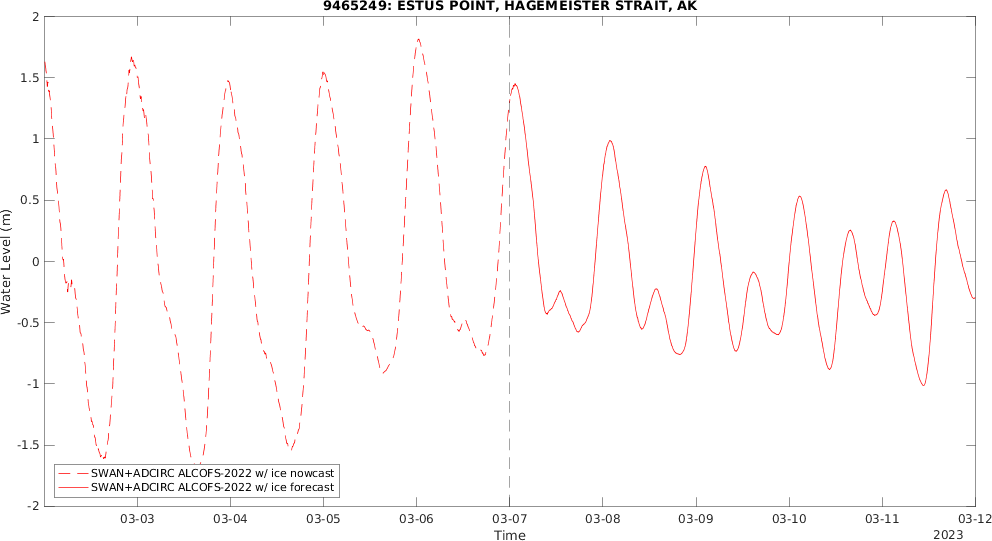 9465249: ESTUS POINT, HAGEMEISTER STRAIT, AK
2
1.5
1
0.5
0
-0.5
-1
-1.5
-2
Water Level (m)
SWAN+ADCIRC ALCOFS-2022 w/ ice nowcast
SWAN+ADCIRC ALCOFS-2022 w/ ice forecast
03-03 03-04 03-05 03-06 03-07 03-08 03-09 03-10 03-11 03-12
Time
2023